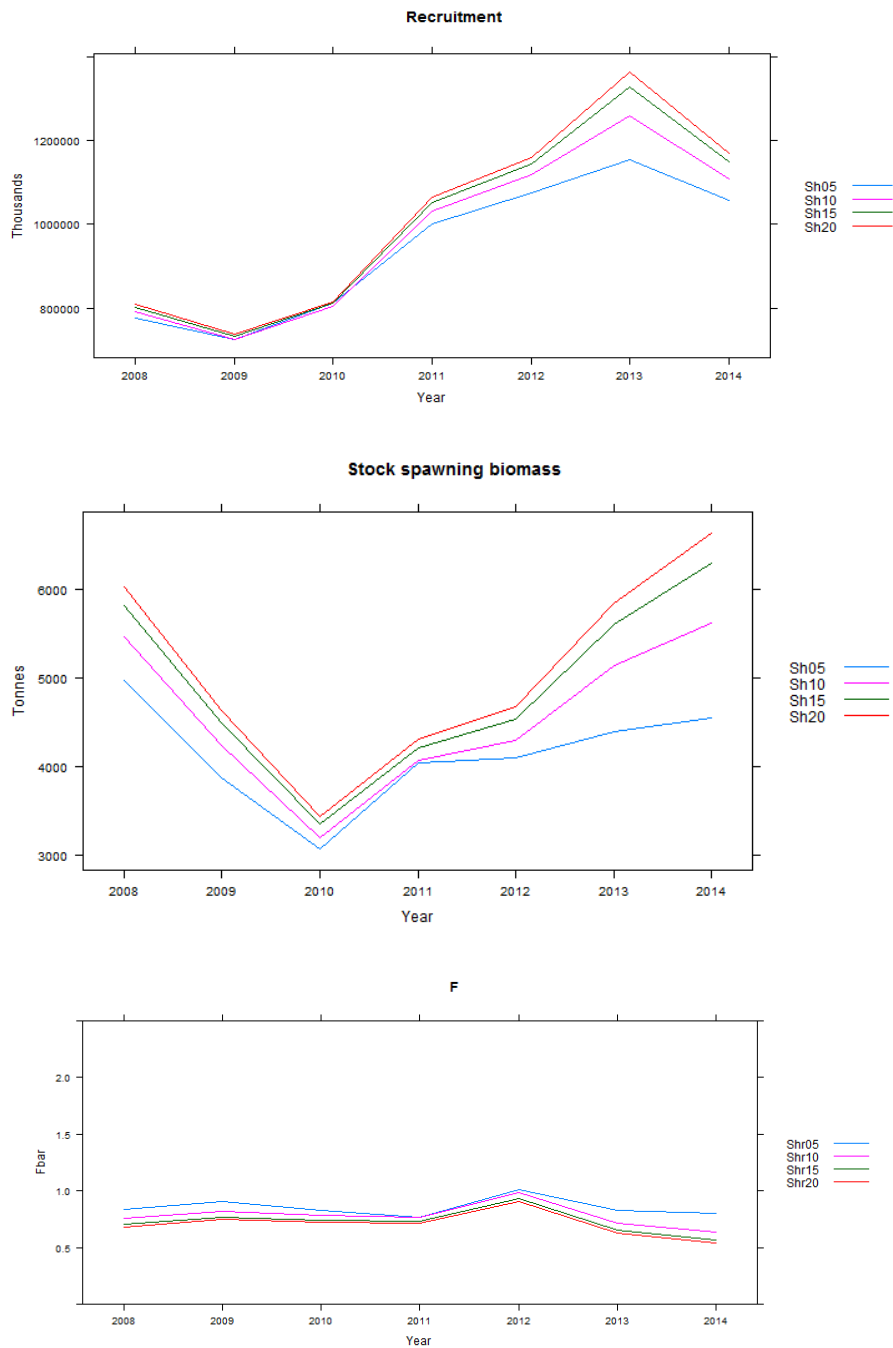 Recruitment
1200000
1000000
800000
Thousands
2008 2009 2010 2011 2012 2013 2014
Year
Sh05
Sh10
Sh15
Sh20
Stock spawning biomass
6000
5000
4000
3000
Tonnes
2008 2009 2010 2011 2012 2013 2014
Year
Sh05
Sh10
Sh15
Sh20
F
2.0
1.5
1.0
0.5
Fbar
2008 2009 2010 2011 2012 2013 2014
Year
Shr05
Shr10
Shr15
Shr20